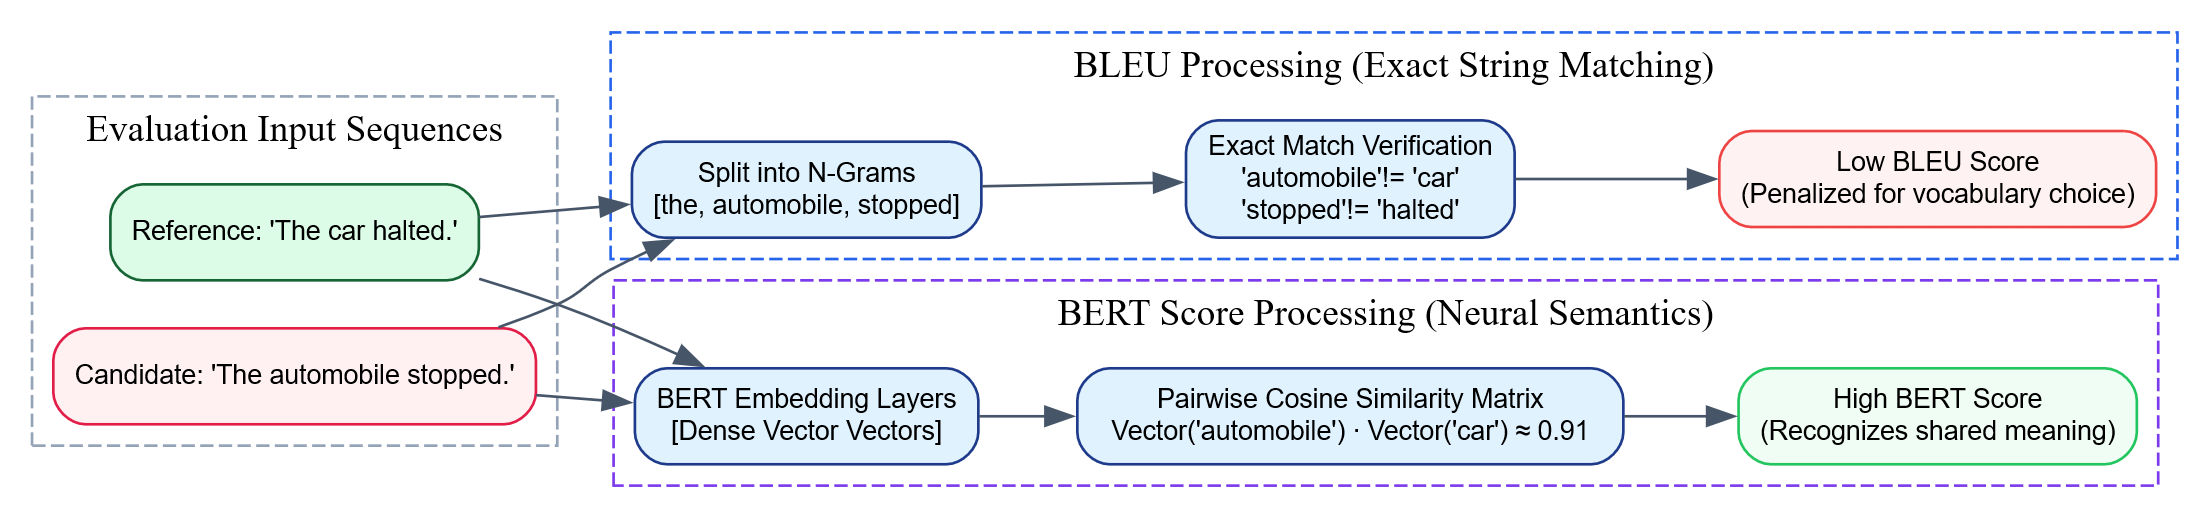 Evaluation Input Sequences
Reference: 'The car halted.'
Candidate: 'The automobile stopped.'
BLEU Processing (Exact String Matching)
Split into N-Grams
[the, automobile, stopped]
Exact Match Verification
'automobile'!= 'car'
'stopped'!= 'halted'
Low BLEU Score
(Penalized for vocabulary choice)
BERT Score Processing (Neural Semantics)
BERT Embedding Layers
[Dense Vector Vectors]
Pairwise Cosine Similarity Matrix
Vector('automobile') · Vector('car') ≈ 0.91
High BERT Score
(Recognizes shared meaning)